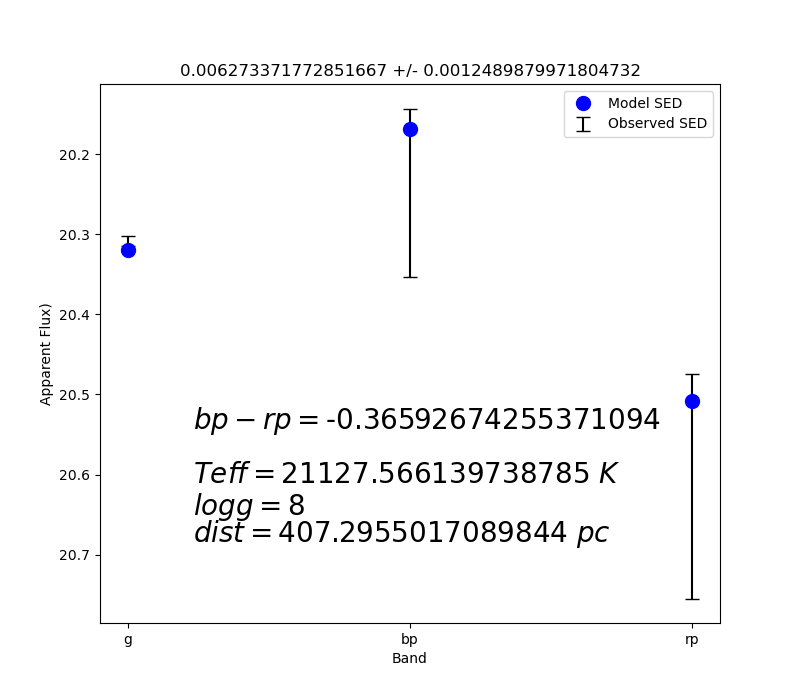 0.006273371772851667 +/- 0.0012489879971804732
Model SED
Observed SED
20.2
20.3
20.4
20.5
20.6
20.7
Apparent Flux)
bp − rp = -0.36592674255371094
Teff = 21127.566139738785 K
logg = 8
dist = 407.2955017089844 pc
g
bp
rp
Band